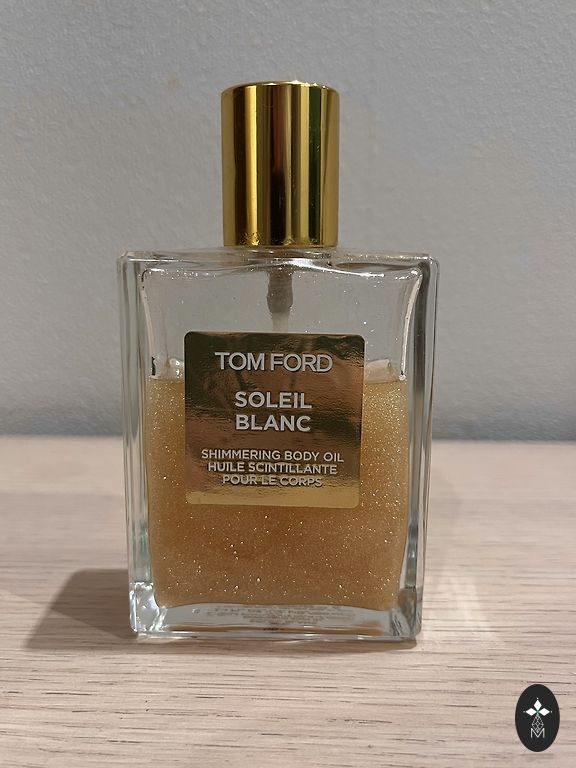 TOM FORD
SOLEIL
BLANC
SHIMMERING BODY OIL
HUILE SCINTILLANTE
POUR LE CORPS
M